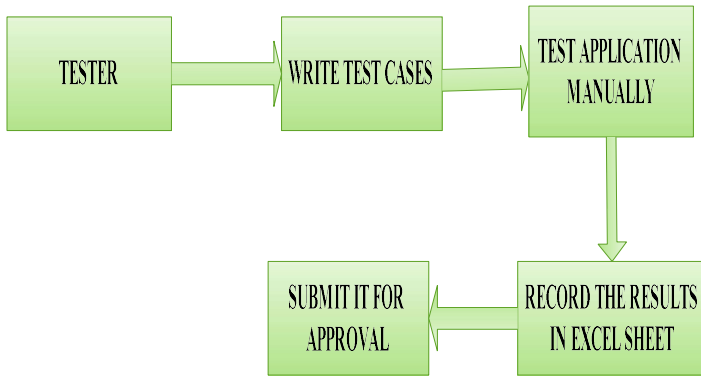 TESTER
WRITE TEST CASES
TEST APPLICATION
MANUALLY
RECORD THE RESULTS
IN EXCEL SHEET
SUBMIT IT FOR
APPROVAL